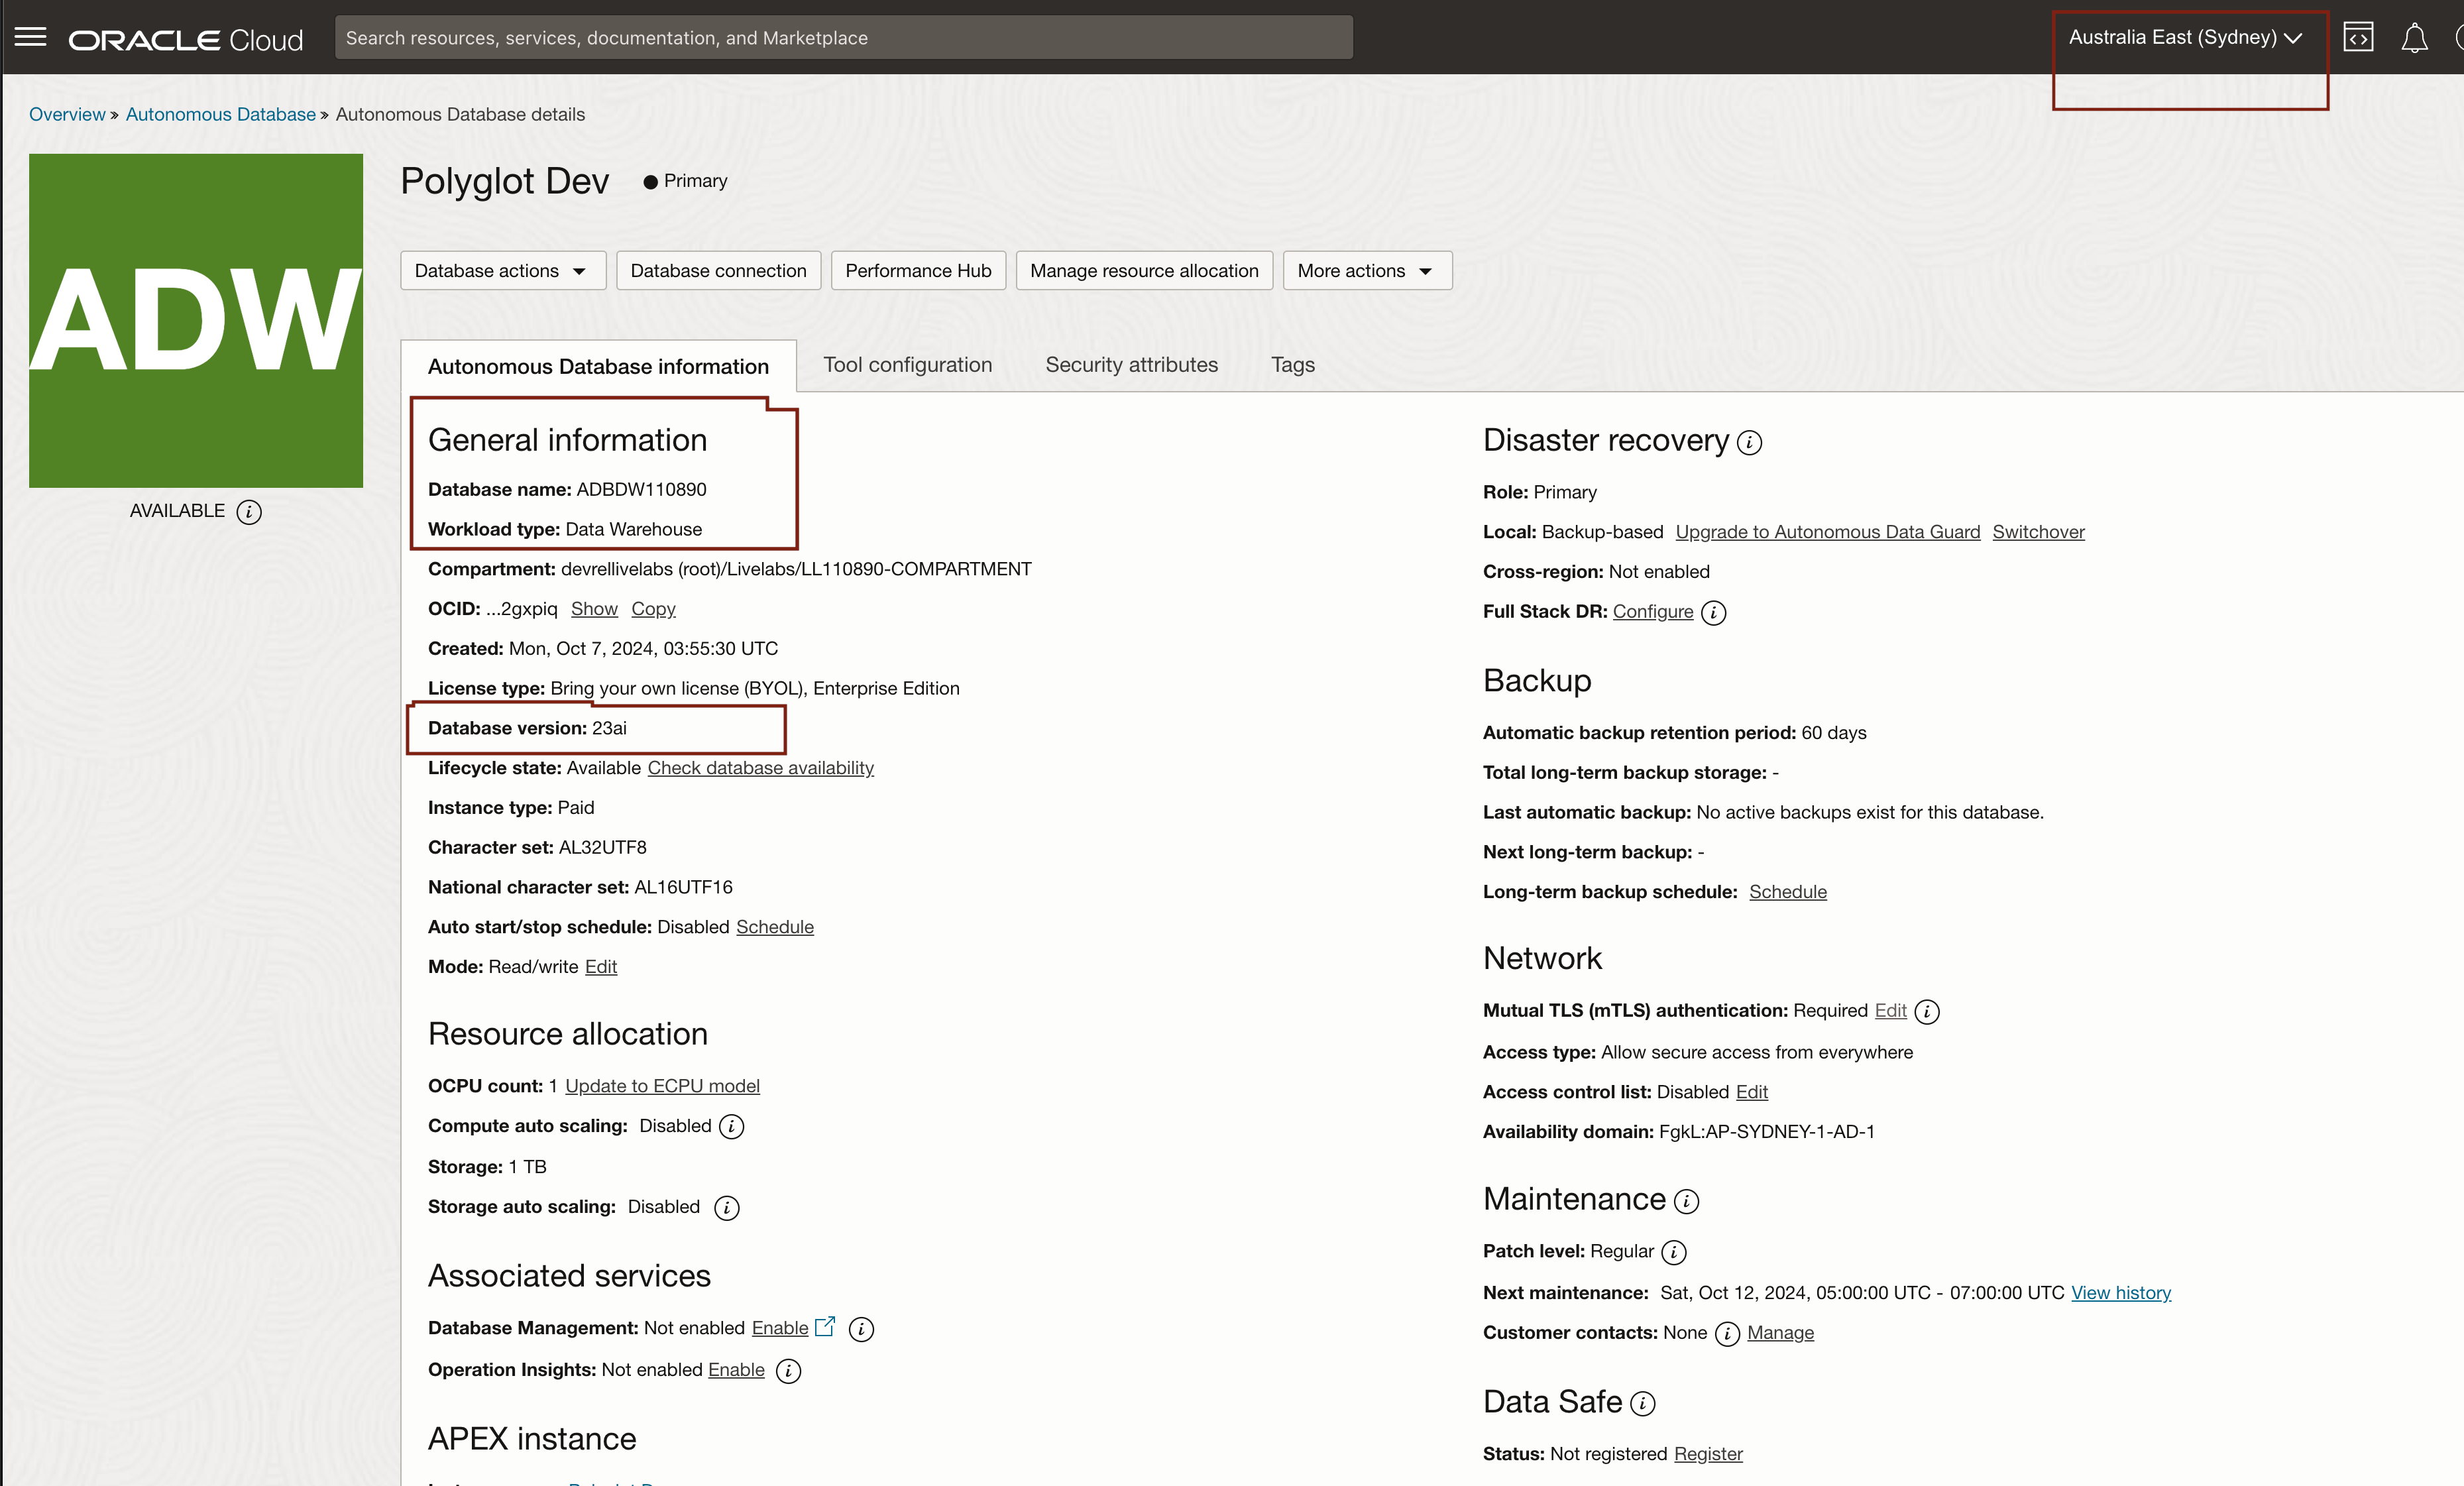 ORACLE Cloud
Search resources, services, documentation, and Marketplace
Australia East (Sydney)
Overview » Autonomous Database » Autonomous Database details
ADW
AVAILABLE
Polyglot Dev
Primary
Database actions
Database connection
Performance Hub
Manage resource allocation
More actions
Autonomous Database information
Tool configuration
Security attributes
Tags
General information
Database name: ADBDW110890
Workload type: Data Warehouse
Compartment: devrellivelabs (root)/Livelabs/LL110890-COMPARTMENT
OCID: ...2gxpiq Show Copy
Created: Mon, Oct 7, 2024, 03:55:30 UTC
License type: Bring your own license (BYOL), Enterprise Edition
Database version: 23ai
Lifecycle state: Available Check database availability
Instance type: Paid
Character set: AL32UTF8
National character set: AL16UTF16
Auto start/stop schedule: Disabled Schedule
Mode: Read/write Edit
Resource allocation
OCPU count: 1 Update to ECPU model
Compute auto scaling: Disabled
Storage: 1 TB
Storage auto scaling: Disabled
Associated services
Database Management: Not enabled Enable
Operation Insights: Not enabled Enable
APEX instance
Disaster recovery
Role: Primary
Local: Backup-based Upgrade to Autonomous Data Guard Switchover
Cross-region: Not enabled
Full Stack DR: Configure
Backup
Automatic backup retention period: 60 days
Total long-term backup storage: -
Last automatic backup: No active backups exist for this database.
Next long-term backup: -
Long-term backup schedule: Schedule
Network
Mutual TLS (mTLS) authentication: Required Edit
Access type: Allow secure access from everywhere
Access control list: Disabled Edit
Availability domain: FgkL:AP-SYDNEY-1-AD-1
Maintenance
Patch level: Regular
Next maintenance: Sat, Oct 12, 2024, 05:00:00 UTC - 07:00:00 UTC View history
Customer contacts: None Manage
Data Safe
Status: Not registered Register